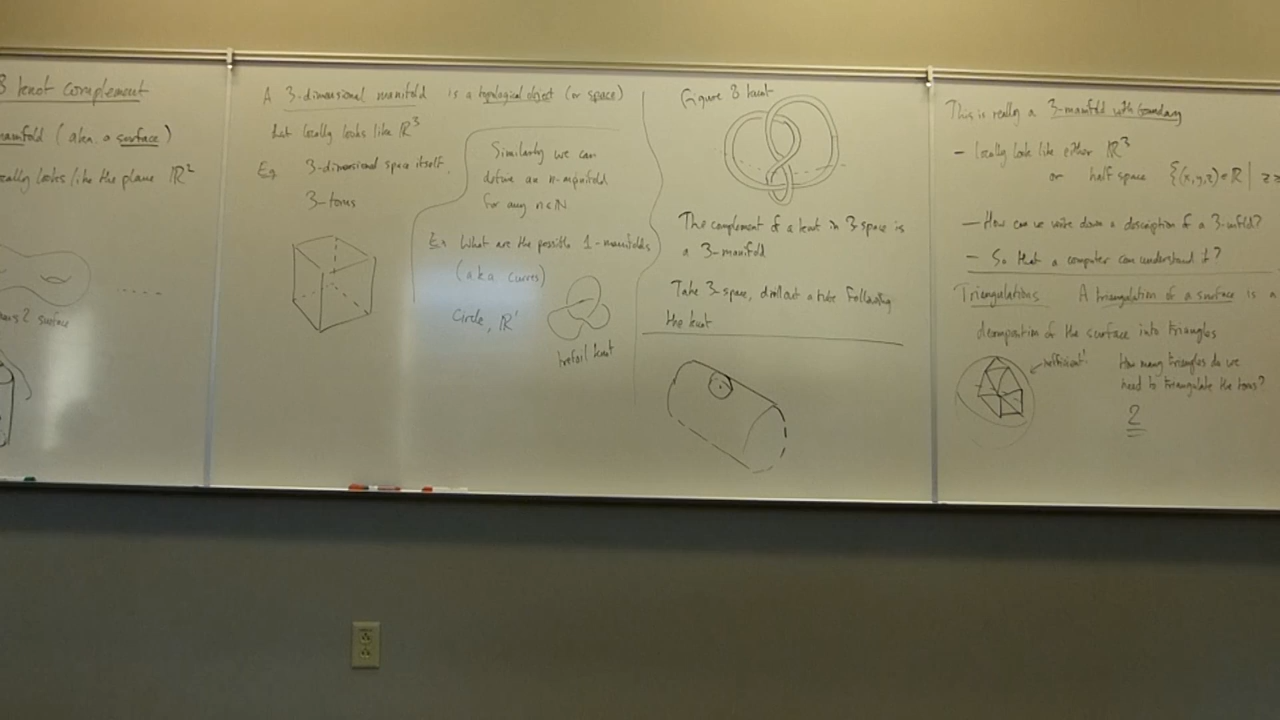 8 knot complement
manifold (aka. a surface)
locally looks like the plane ℝ²
2 surface
A 3-dimensional manifold is a topological object (or space)
that locally looks like ℝ³
Eg 3-dimensional space itself.
3-torus
Similarly we can
define an n-manifold
for any n∈ℕ
Ex What are the possible 1-manifolds
(aka curves)
Circle, ℝ¹
trefoil knot
Figure 8 knot
The complement of a knot in 3-space is
a 3-manifold
Take 3-space, drill out a tube following
the knot
This is really a 3-manifold with boundary
- locally look like either ℝ³
or half space {(x,y,z)∈ℝ | z≥
- How can we write down a description of a 3-mfld?
- So that a computer can understand it?
Triangulations A triangulation of a surface is a
decomposition of the surface into triangles
inefficient!
How many triangles do we
need to triangulate the torus?
2